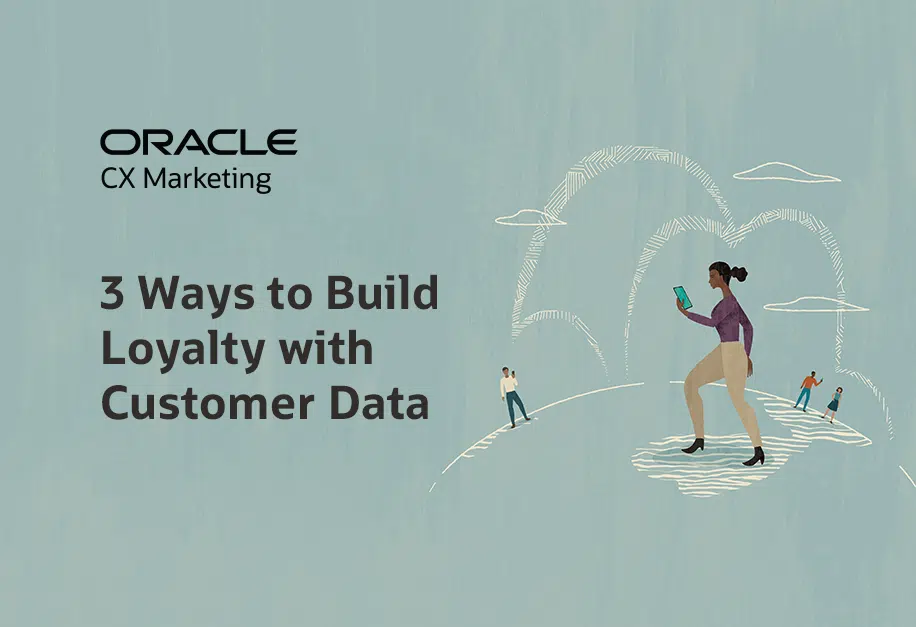 ORACLE
CX Marketing
3 Ways to Build
Loyalty with
Customer Data